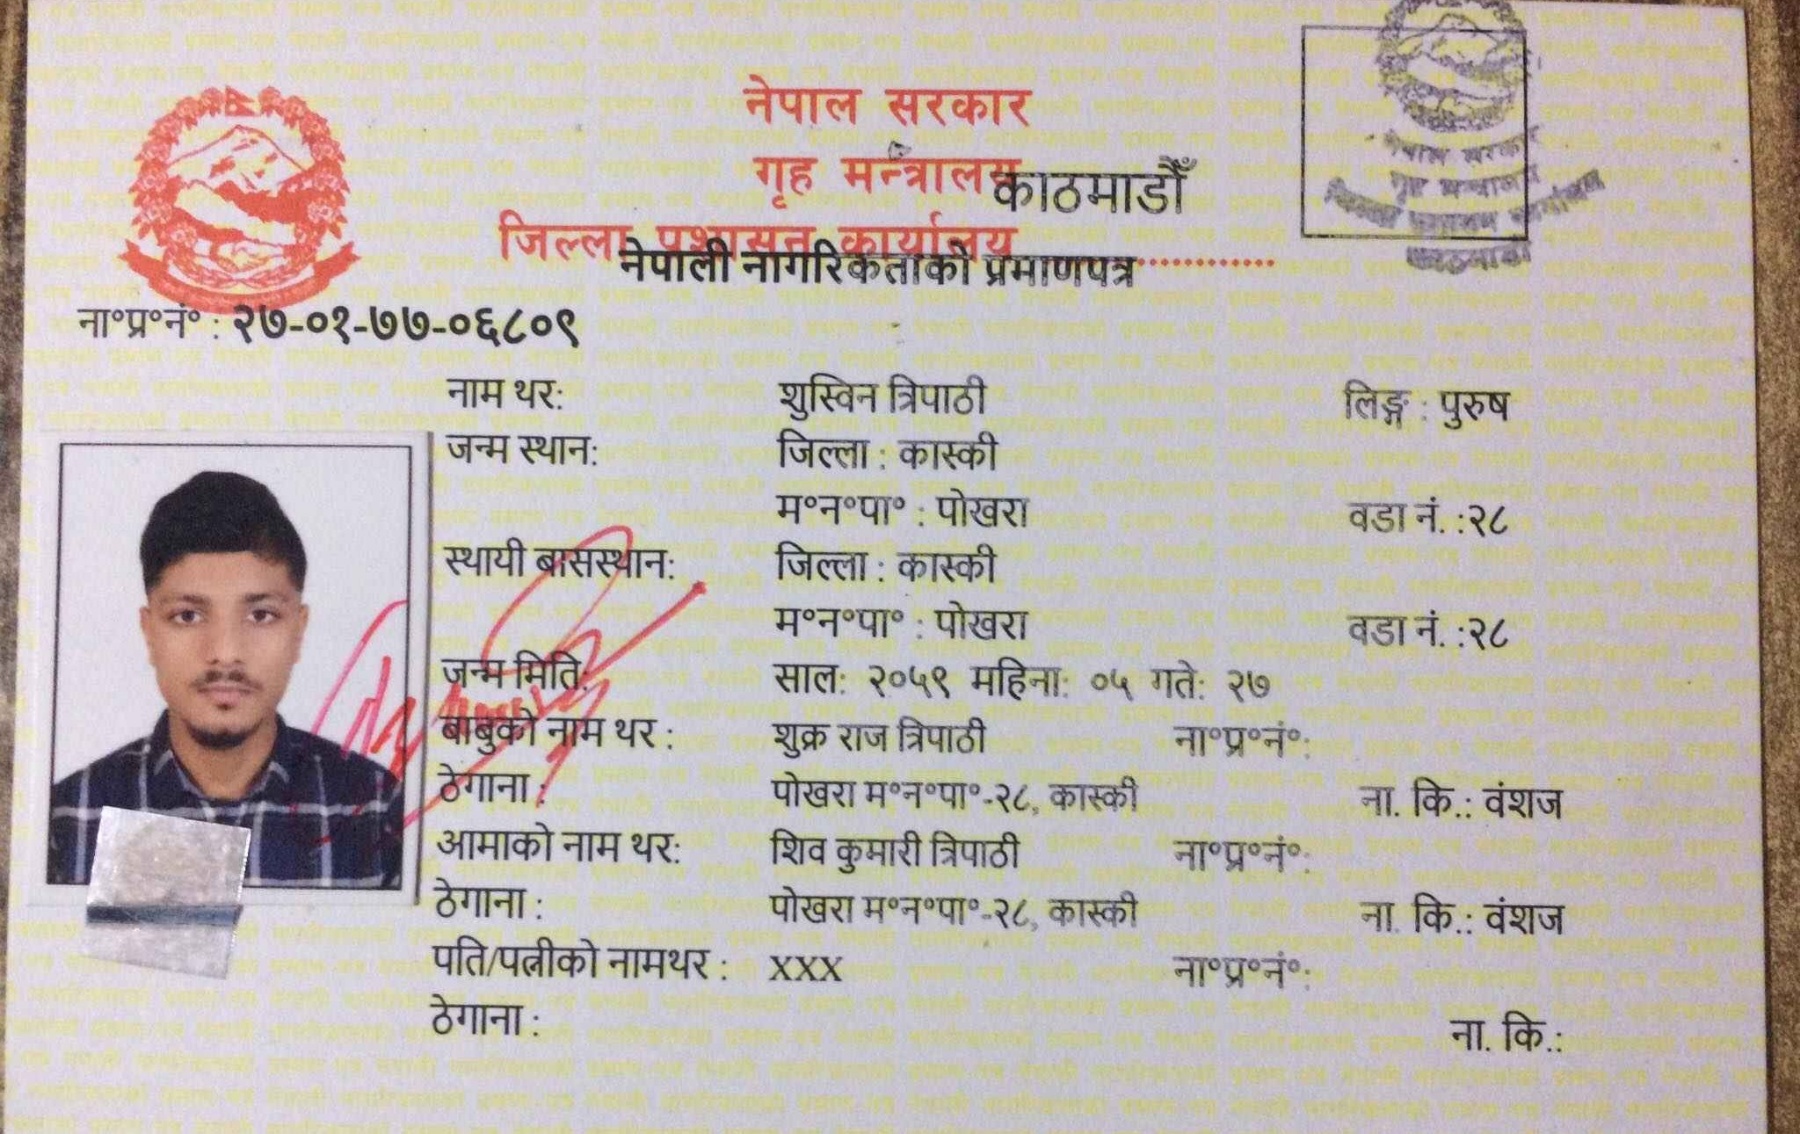 नेपाल सरकार
गृह मन्त्रालय
काठमाडौँ
जिल्ला प्रशासन कार्यालय
नेपाली नागरिकताको प्रमाणपत्र
ना॰प्र॰नं॰ : २७-०१-७७-०६८०९
नाम थर: शुस्विन त्रिपाठी लिङ्ग : पुरुष
जन्म स्थान: जिल्ला : कास्की
म॰न॰पा॰ : पोखरा वडा नं. :२८
स्थायी बासस्थान: जिल्ला : कास्की
म॰न॰पा॰ : पोखरा वडा नं. :२८
जन्म मिति: साल: २०५९ महिना: ०५ गते: २७
बाबुको नाम थर : शुक्र राज त्रिपाठी ना॰प्र॰नं॰:
ठेगाना : पोखरा म॰न॰पा॰-२८, कास्की ना. कि.: वंशज
आमाको नाम थर: शिव कुमारी त्रिपाठी ना॰प्र॰नं॰:
ठेगाना : पोखरा म॰न॰पा॰-२८, कास्की ना. कि.: वंशज
पति/पत्नीको नामथर : XXX ना॰प्र॰नं॰:
ठेगाना : ना. कि.:
नेपाल सरकार
गृह मन्त्रालय
जिल्ला प्रशासन कार्यालय
काठमाडौं